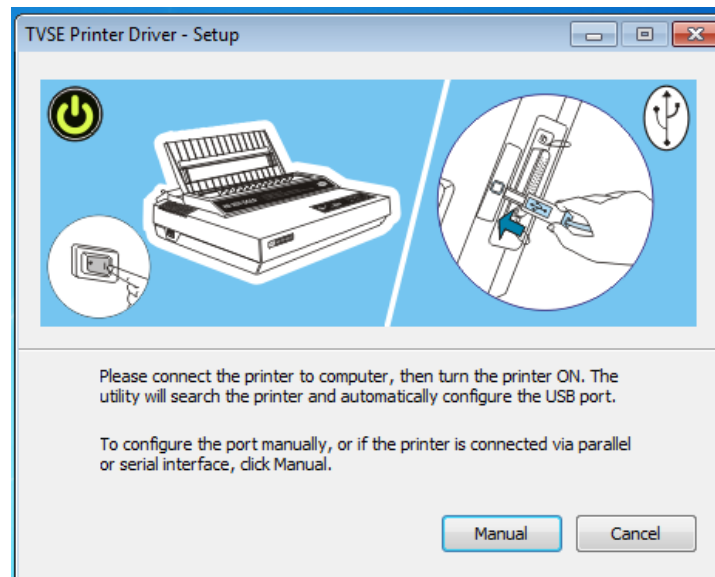 TVSE Printer Driver - Setup
Please connect the printer to computer, then turn the printer ON. The
utility will search the printer and automatically configure the USB port.
To configure the port manually, or if the printer is connected via parallel
or serial interface, click Manual.
Manual
Cancel